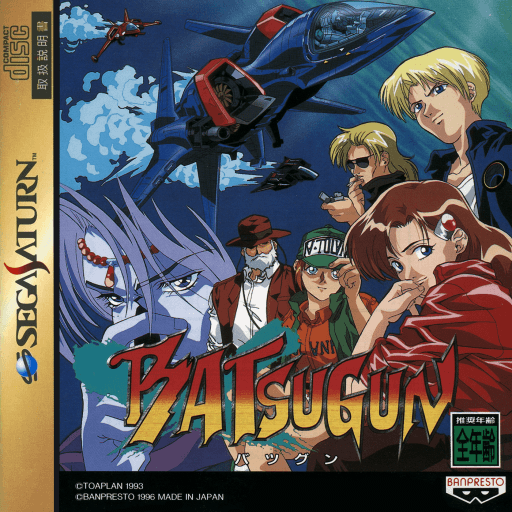 COMPACT
disc
取扱説明書
SEGA SATURN™
BATSUGUN
バツグン
©TOAPLAN 1993
©BANPRESTO 1996 MADE IN JAPAN
推奨年齢
全年齢
BANPRESTO